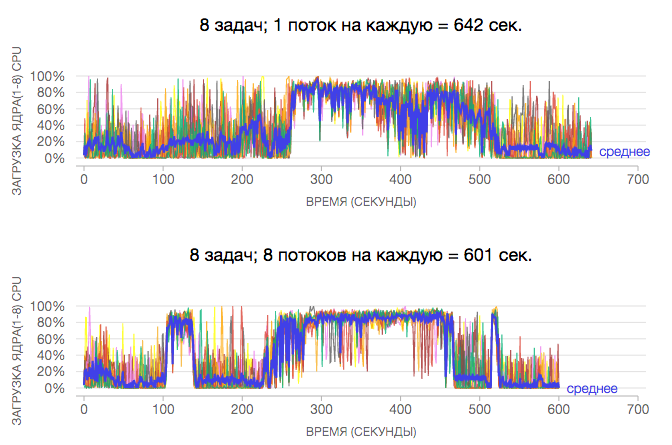 8 задач; 1 поток на каждую = 642 сек.
ЗАГРУЗКА ЯДРА(1-8) CPU
100%
80%
60%
40%
20%
0%
среднее
0 100 200 300 400 500 600 700
ВРЕМЯ (СЕКУНДЫ)
8 задач; 8 потоков на каждую = 601 сек.
ЗАГРУЗКА ЯДРА(1-8) CPU
100%
80%
60%
40%
20%
0%
среднее
0 100 200 300 400 500 600 700
ВРЕМЯ (СЕКУНДЫ)